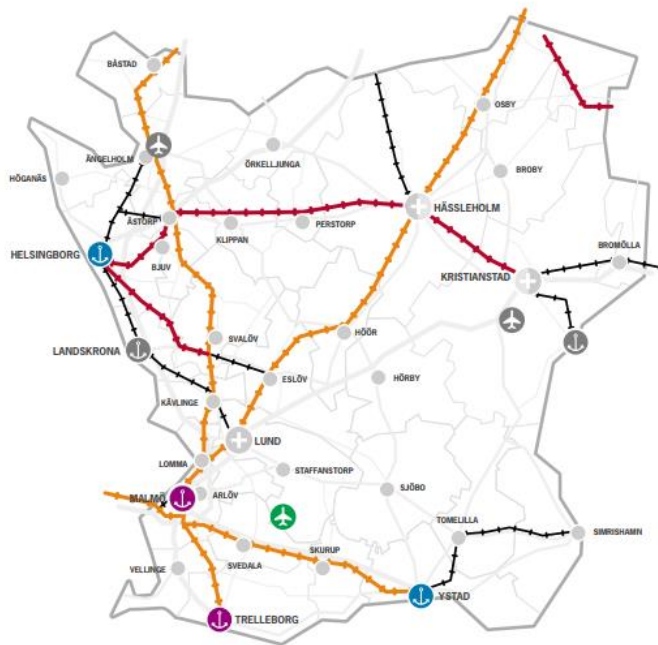 BÅSTAD
OSBY
ÄNGELHOLM
ÖRKELLJUNGA
BROBY
HÖGANÄS
HÄSSLEHOLM
ÅSTORP
KLIPPAN
PERSTORP
HELSINGBORG
BJUV
BROMÖLLA
KRISTIANSTAD
SVALÖV
HÖÖR
LANDSKRONA
ESLÖV
HÖRBY
KÄVLINGE
LUND
LOMMA
STAFFANSTORP
MALMÖ
ARLÖV
SJÖBO
TOMELILLA
SIMRISHAMN
SKURUP
SVEDALA
VELLINGE
YSTAD
TRELLEBORG